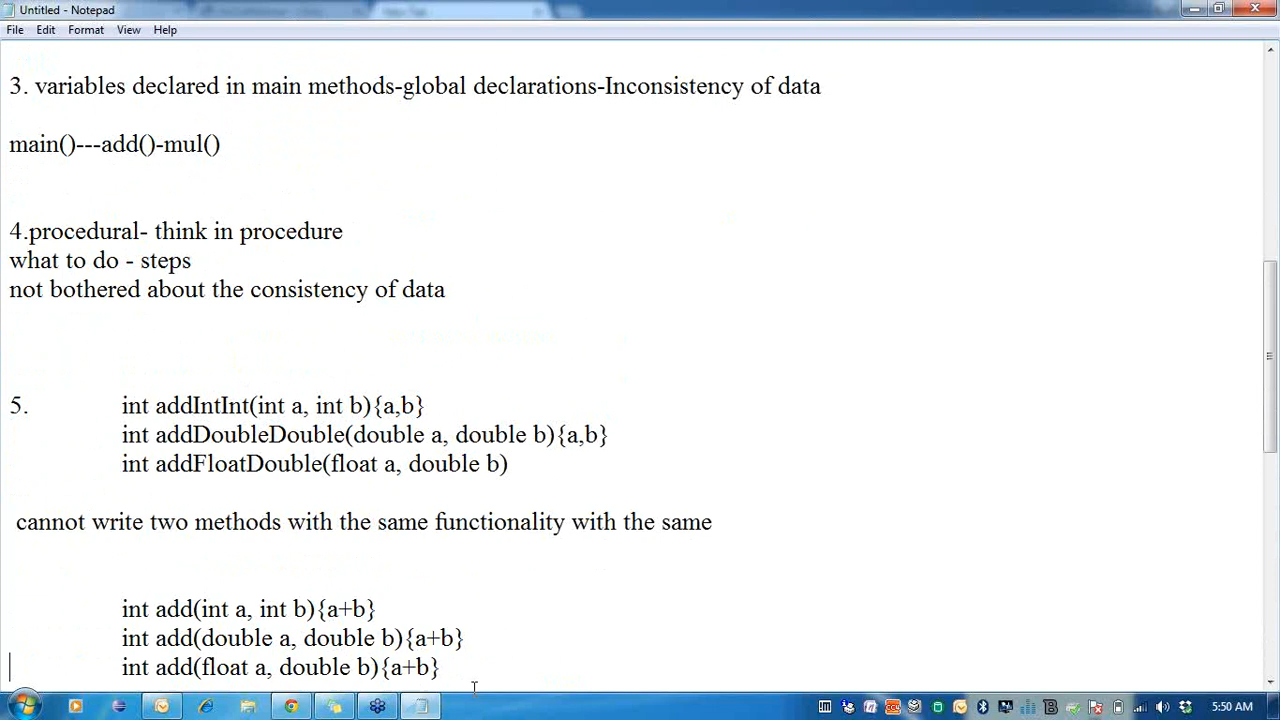 Untitled - Notepad
File Edit Format View Help
3. variables declared in main methods-global declarations-Inconsistency of data
main()---add()-mul()
4.procedural- think in procedure
what to do - steps
not bothered about the consistency of data
5. int addIntInt(int a, int b){a,b}
int addDoubleDouble(double a, double b){a,b}
int addFloatDouble(float a, double b)
cannot write two methods with the same functionality with the same
int add(int a, int b){a+b}
int add(double a, double b){a+b}
int add(float a, double b){a+b}
5:50 AM